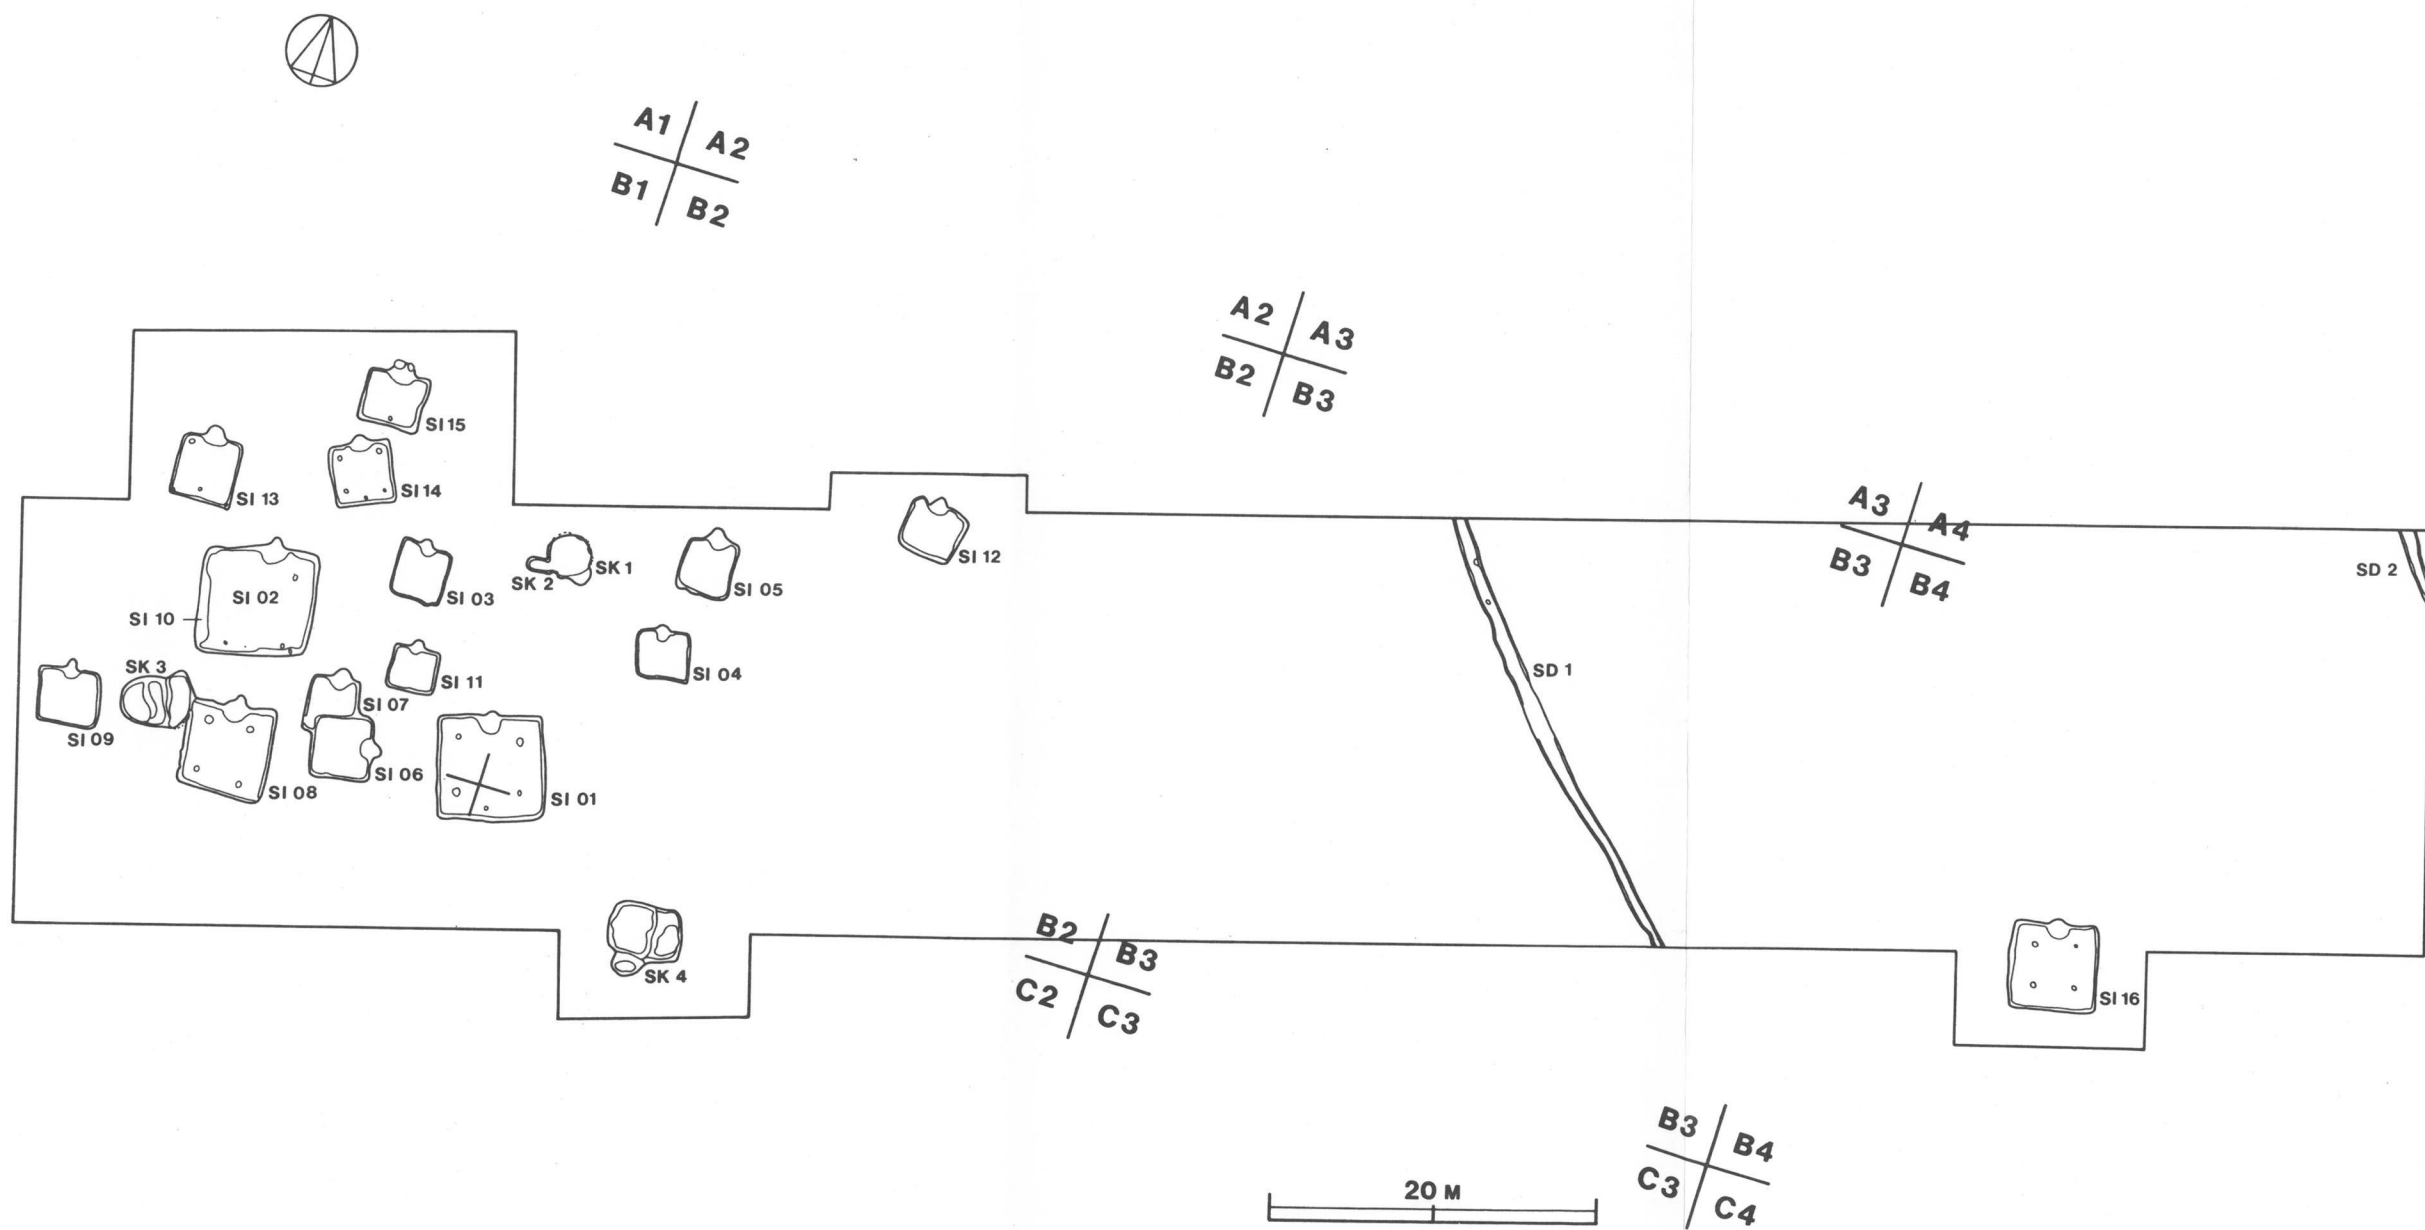 A1 A2
B1 B2
A2 A3
B2 B3
SI 15
SI 14
SI 13
A3 A4
B3 B4
SI 12
SK 1
SK 2
SI 05
SI 03
SI 02
SI 10
SD 2
SK 3
SI 11
SI 04
SD 1
SI 07
SI 09
SI 06
SI 08
SI 01
B2 B3
C2 C3
SK 4
SI 16
B3 B4
C3 C4
20 M